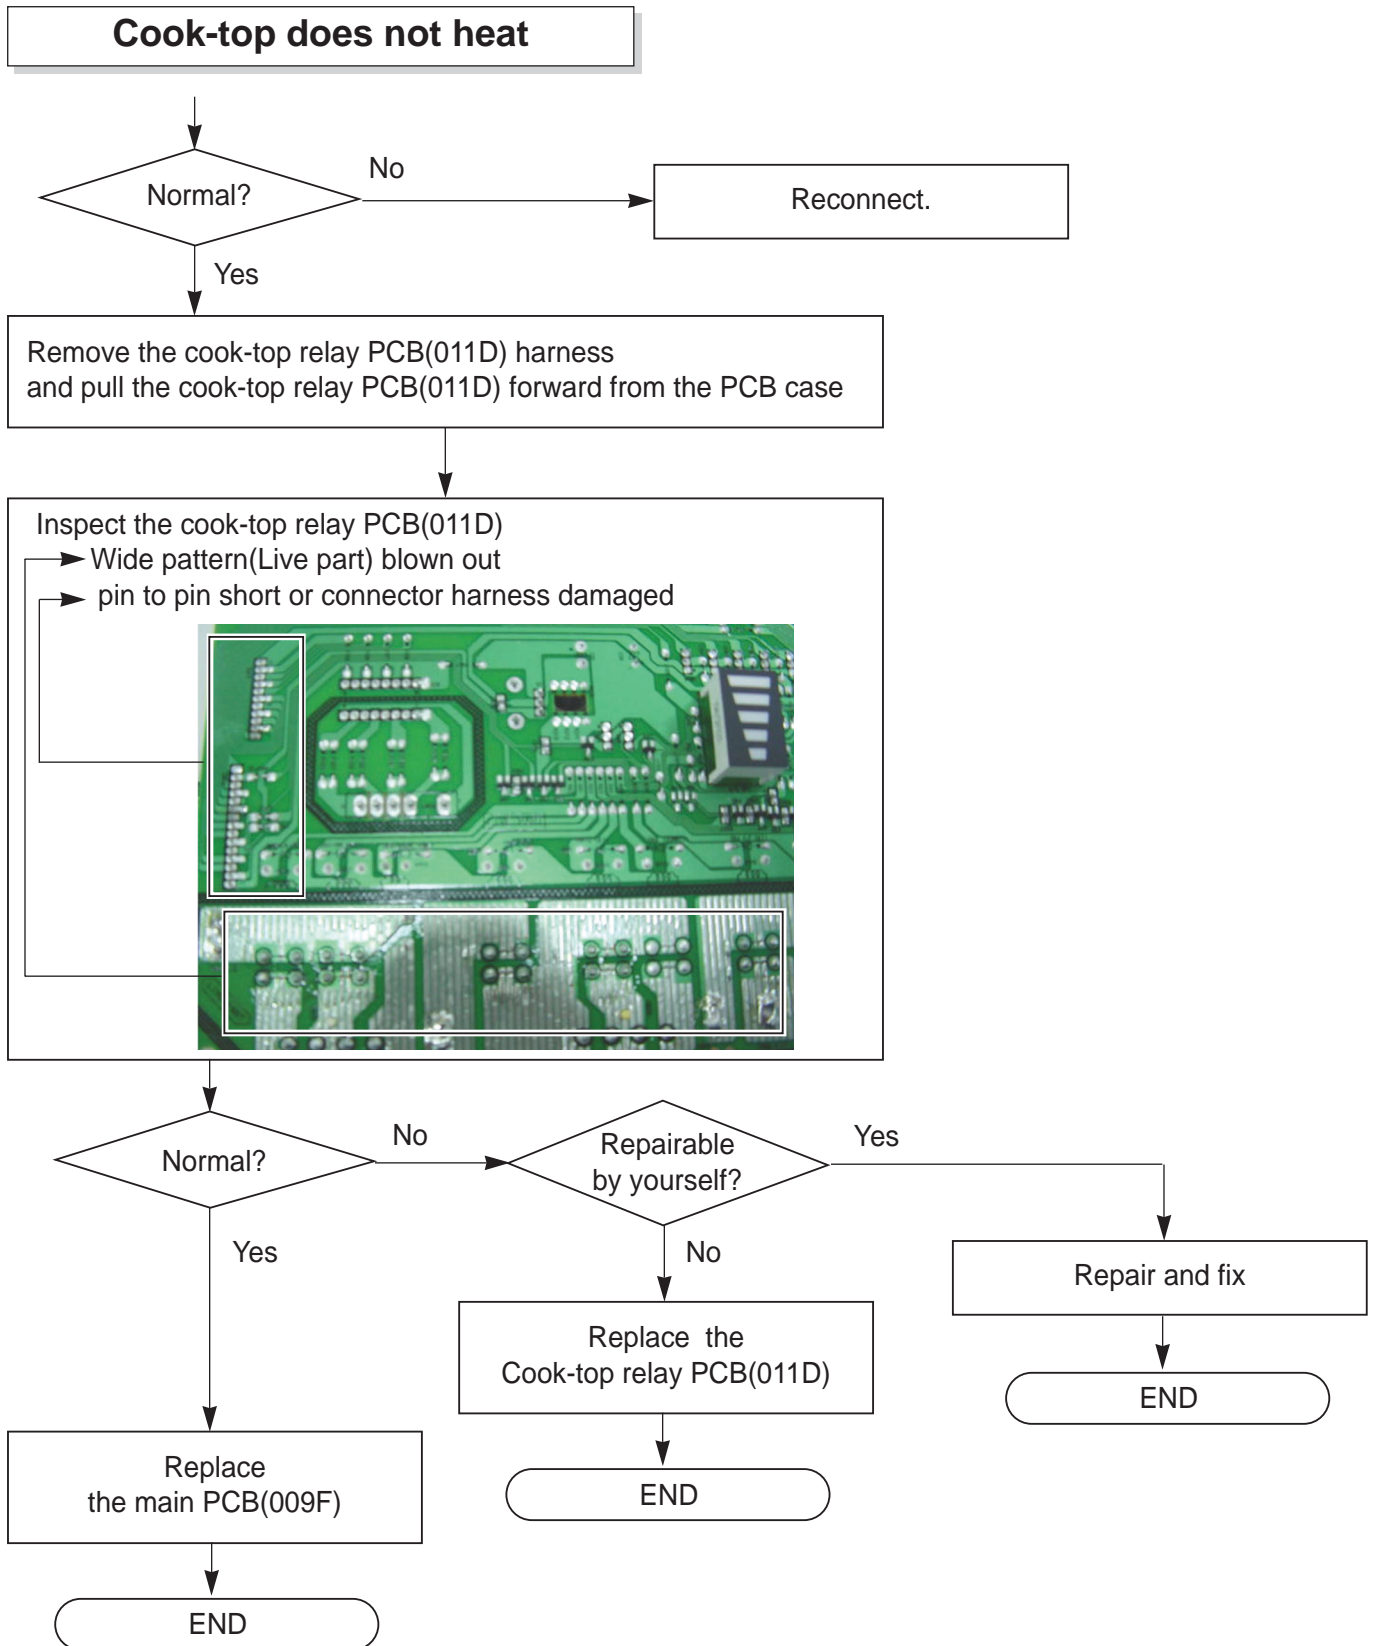 Cook-top does not heat
Normal?
No
Reconnect.
Yes
Remove the cook-top relay PCB(011D) harness
and pull the cook-top relay PCB(011D) forward from the PCB case
Inspect the cook-top relay PCB(011D)
Wide pattern(Live part) blown out
pin to pin short or connector harness damaged
Normal?
No
Repairable
by yourself?
Yes
Yes
No
Repair and fix
Replace the
Cook-top relay PCB(011D)
END
Replace
the main PCB(009F)
END
END